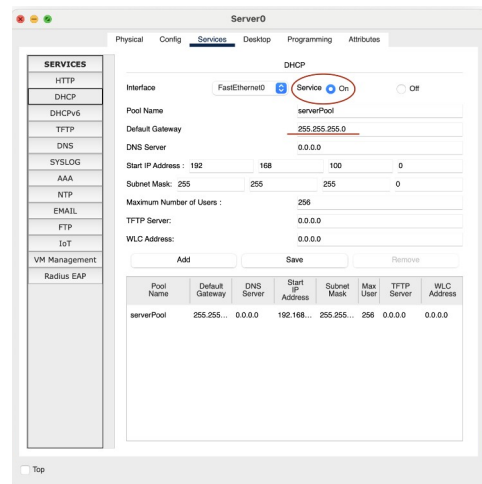 Server0
Physical Config Services Desktop Programming Attributes
SERVICES
HTTP
DHCP
DHCPv6
TFTP
DNS
SYSLOG
AAA
NTP
EMAIL
FTP
IoT
VM Management
Radius EAP
DHCP
Interface FastEthernet0 Service On Off
Pool Name serverPool
Default Gateway 255.255.255.0
DNS Server 0.0.0.0
Start IP Address : 192 168 100 0
Subnet Mask: 255 255 255 0
Maximum Number of Users : 256
TFTP Server: 0.0.0.0
WLC Address: 0.0.0.0
Add Save Remove
Pool Name Default Gateway DNS Server Start IP Address Subnet Mask Max User TFTP Server WLC Address
serverPool 255.255... 0.0.0.0 192.168... 255.255... 256 0.0.0.0 0.0.0.0
Top